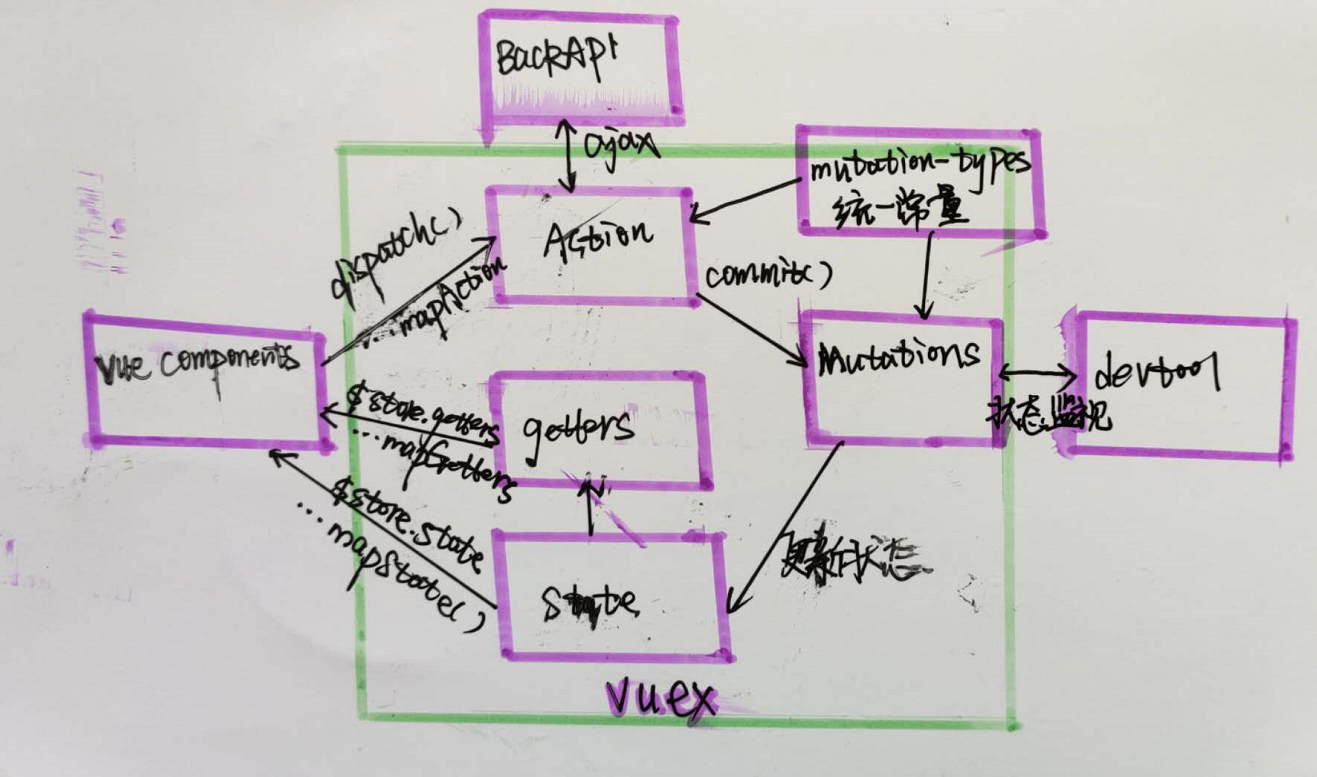 BackApi
ajax
mutation-types
统一常量
Action
dispatch()
...mapAction
commit()
Vue components
Mutations
devtool
状态监视
$store.getters
...mapGetters
getters
$store.state
...mapState()
state
更新状态
vuex